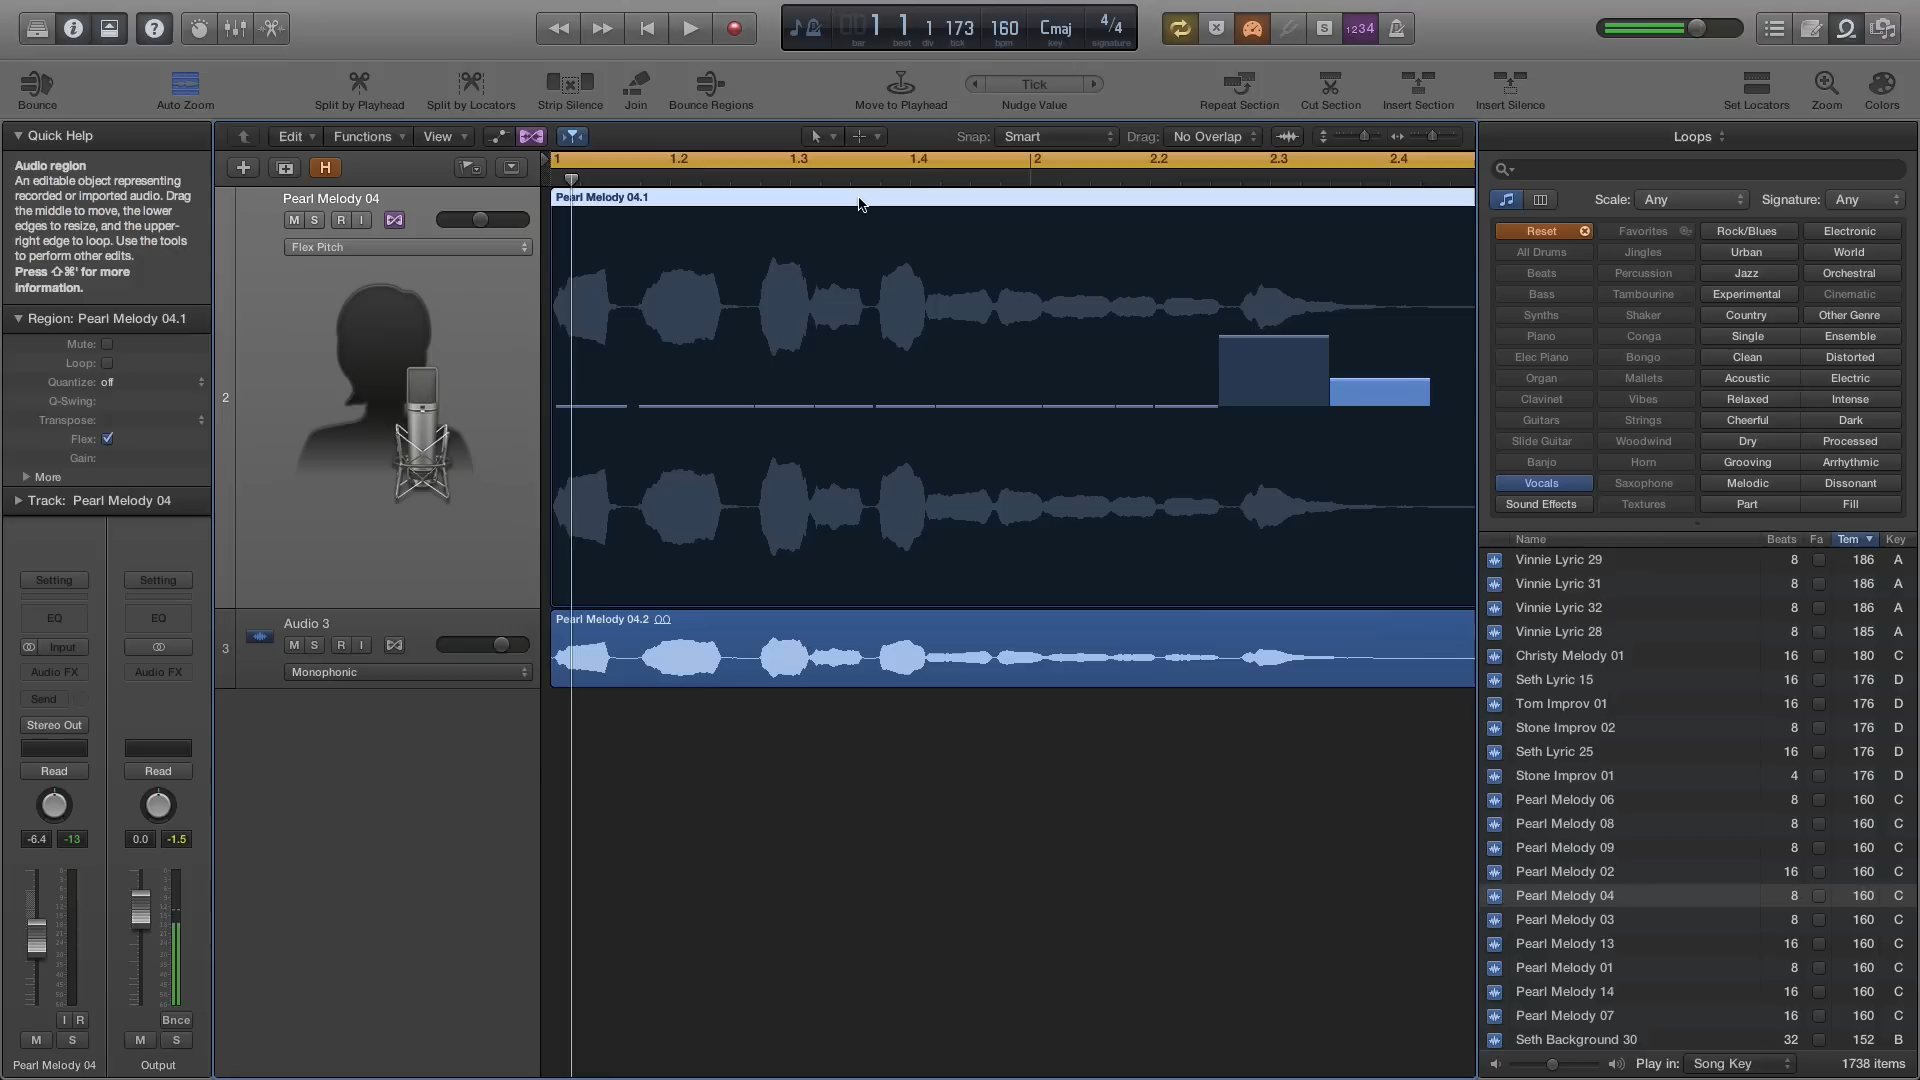 1 1 1 173 160 Cmaj 4/4
bar beat div tick bpm key signature
S 1234
Bounce Auto Zoom Split by Playhead Split by Locators Strip Silence Join Bounce Regions Move to Playhead Tick Nudge Value Repeat Section Cut Section Insert Section Insert Silence Set Locators Zoom Colors
Quick Help
Audio region
An editable object representing
recorded or imported audio. Drag
the middle to move, the lower
edges to resize, and the upper-
right edge to loop. Use the tools
to perform other edits.
Press ⇧⌘' for more
information.
Region: Pearl Melody 04.1
Mute:
Loop:
Quantize: off
Q-Swing:
Transpose:
Flex:
Gain:
More
Track: Pearl Melody 04
Setting Setting
EQ EQ
Input
Audio FX Audio FX
Send
Stereo Out
Read Read
-6.4 -13 0.0 -1.5
I R Bnce
M S M S
Pearl Melody 04 Output
Edit Functions View Snap: Smart Drag: No Overlap
H
1 1.2 1.3 1.4 2 2.2 2.3 2.4
2
Pearl Melody 04
M S R I
Flex Pitch
Pearl Melody 04.1
3
Audio 3
M S R I
Monophonic
Pearl Melody 04.2
Loops
Scale: Any Signature: Any
Reset Favorites Rock/Blues Electronic
All Drums Jingles Urban World
Beats Percussion Jazz Orchestral
Bass Tambourine Experimental Cinematic
Synths Shaker Country Other Genre
Piano Conga Single Ensemble
Elec Piano Bongo Clean Distorted
Organ Mallets Acoustic Electric
Clavinet Vibes Relaxed Intense
Guitars Strings Cheerful Dark
Slide Guitar Woodwind Dry Processed
Banjo Horn Grooving Arrhythmic
Vocals Saxophone Melodic Dissonant
Sound Effects Textures Part Fill
Name Beats Fa Tem Key
Vinnie Lyric 29 8 186 A
Vinnie Lyric 31 8 186 A
Vinnie Lyric 32 8 186 A
Vinnie Lyric 28 8 185 A
Christy Melody 01 16 180 C
Seth Lyric 15 16 176 D
Tom Improv 01 16 176 D
Stone Improv 02 8 176 D
Seth Lyric 25 16 176 D
Stone Improv 01 4 176 D
Pearl Melody 06 8 160 C
Pearl Melody 08 8 160 C
Pearl Melody 09 8 160 C
Pearl Melody 02 16 160 C
Pearl Melody 04 8 160 C
Pearl Melody 03 8 160 C
Pearl Melody 13 16 160 C
Pearl Melody 01 8 160 C
Pearl Melody 14 16 160 C
Pearl Melody 07 16 160 C
Seth Background 30 32 152 B
Play in: Song Key 1738 items